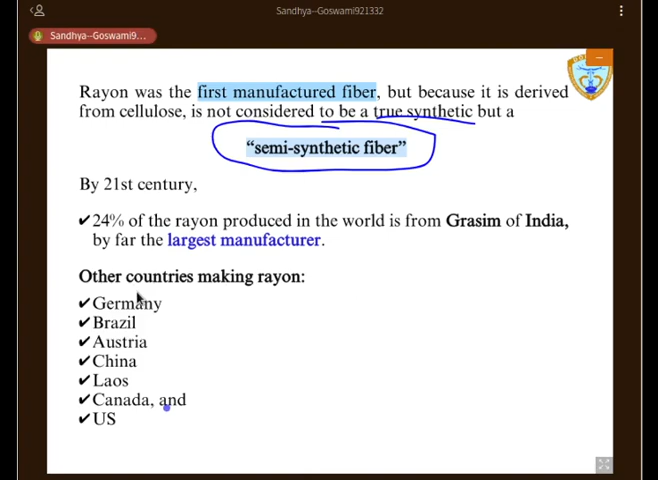 Sandhya--Goswami921332
Sandhya--Goswami9...
Rayon was the first manufactured fiber, but because it is derived
from cellulose, is not considered to be a true synthetic but a
“semi-synthetic fiber”
By 21st century,
✔24% of the rayon produced in the world is from Grasim of India,
by far the largest manufacturer.
Other countries making rayon:
✔Germany
✔Brazil
✔Austria
✔China
✔Laos
✔Canada, and
✔US